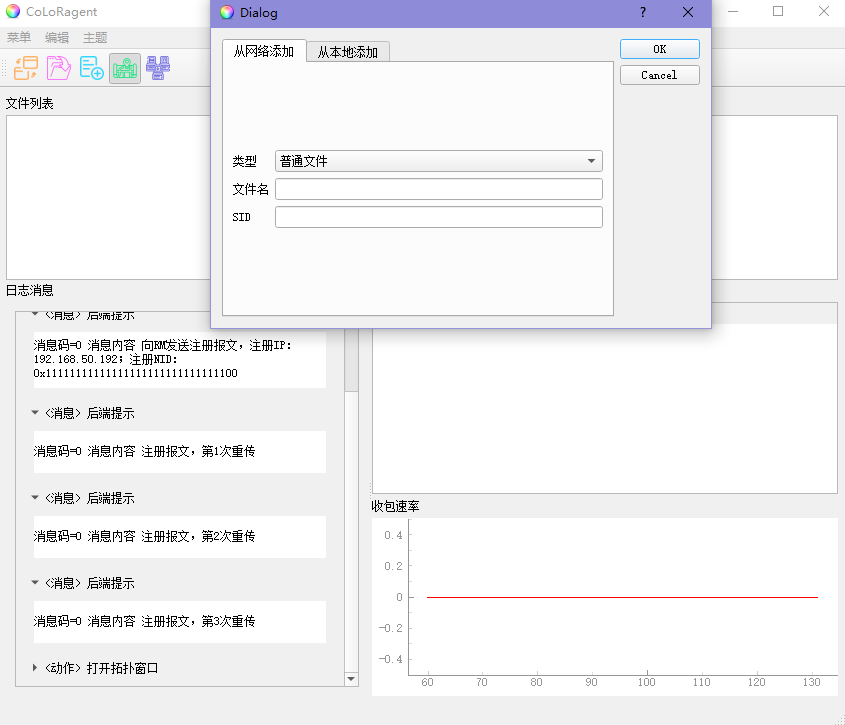 CoLoRagent
菜单 编辑 主题
Dialog
?
从网络添加 从本地添加
OK
Cancel
类型 普通文件
文件名
SID
文件列表
日志消息
<消息> 后端提示
消息码=0 消息内容 向RM发送注册报文，注册IP:
192.168.50.192；注册NID:
0x11111111111111111111111111111100
<消息> 后端提示
消息码=0 消息内容 注册报文，第1次重传
<消息> 后端提示
消息码=0 消息内容 注册报文，第2次重传
<消息> 后端提示
消息码=0 消息内容 注册报文，第3次重传
<动作> 打开拓扑窗口
收包速率
0.4
0.2
0
-0.2
-0.4
60 70 80 90 100 110 120 130